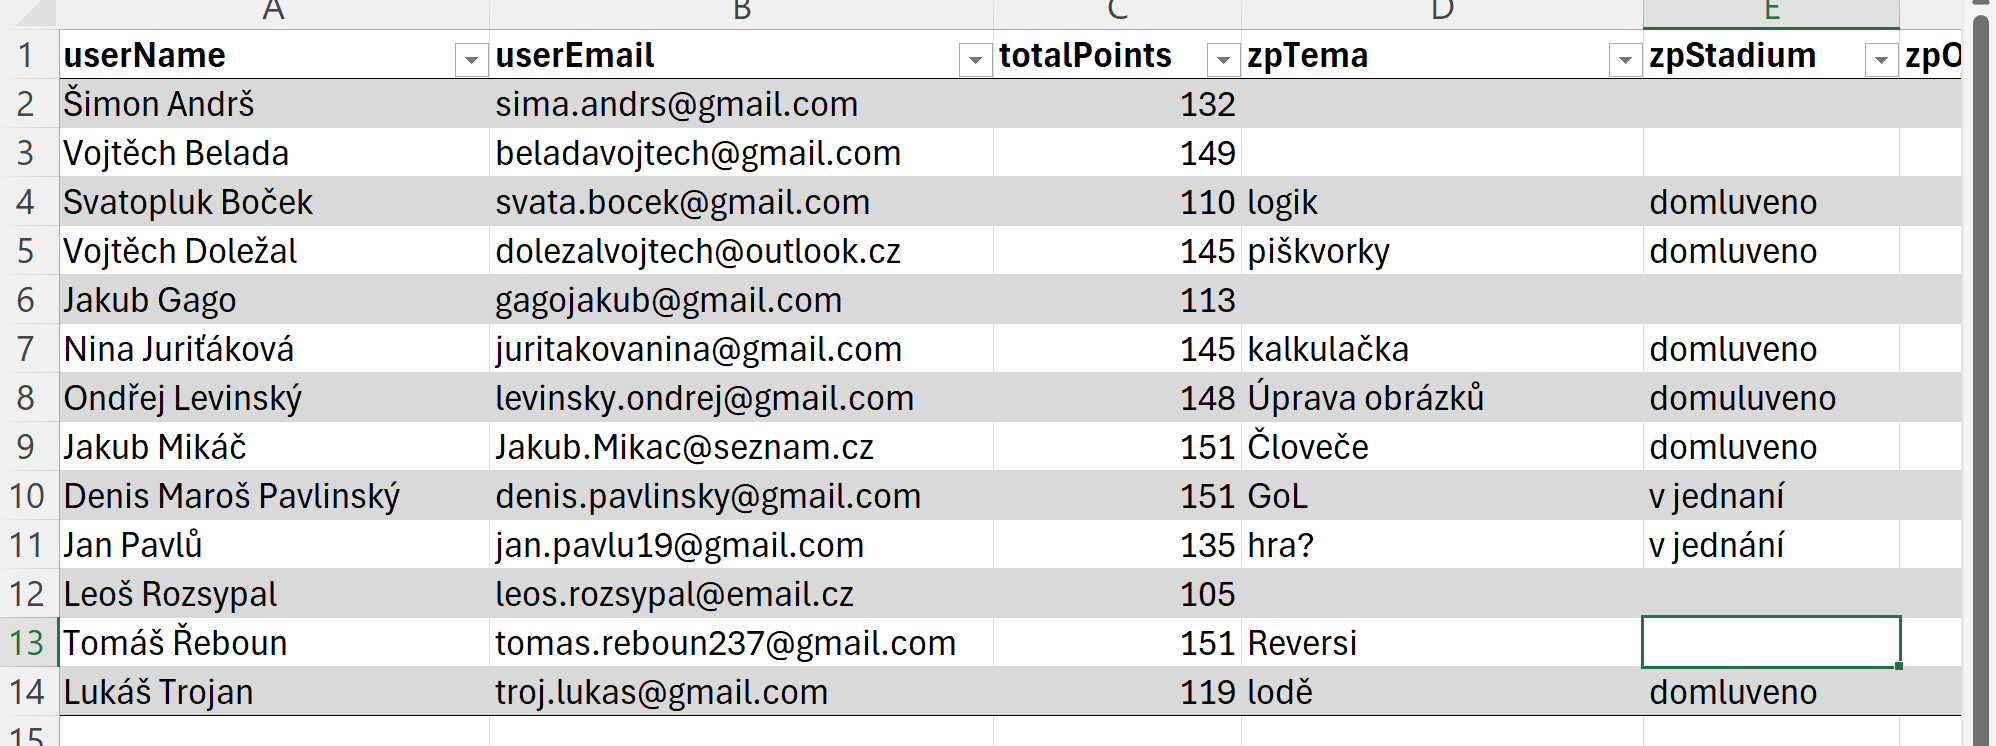 A B C D E
1 userName userEmail totalPoints zpTema zpStadium zpO
2 Šimon Andrš sima.andrs@gmail.com 132
3 Vojtěch Belada beladavojtech@gmail.com 149
4 Svatopluk Boček svata.bocek@gmail.com 110 logik domluveno
5 Vojtěch Doležal dolezalvojtech@outlook.cz 145 piškvorky domluveno
6 Jakub Gago gagojakub@gmail.com 113
7 Nina Juriťáková juritakovanina@gmail.com 145 kalkulačka domluveno
8 Ondřej Levinský levinsky.ondrej@gmail.com 148 Úprava obrázků domuluveno
9 Jakub Mikáč Jakub.Mikac@seznam.cz 151 Človeče domluveno
10 Denis Maroš Pavlinský denis.pavlinsky@gmail.com 151 GoL v jednaní
11 Jan Pavlů jan.pavlu19@gmail.com 135 hra? v jednání
12 Leoš Rozsypal leos.rozsypal@email.cz 105
13 Tomáš Řeboun tomas.reboun237@gmail.com 151 Reversi
14 Lukáš Trojan troj.lukas@gmail.com 119 lodě domluveno
15